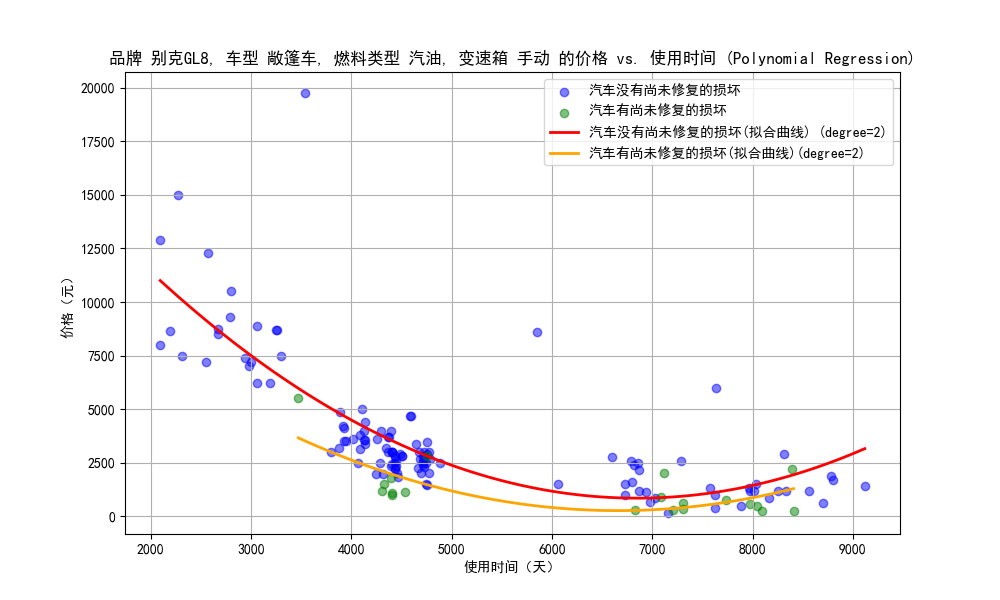 品牌 别克GL8, 车型 敞篷车, 燃料类型 汽油, 变速箱 手动 的价格 vs. 使用时间 (Polynomial Regression)
汽车没有尚未修复的损坏
汽车有尚未修复的损坏
汽车没有尚未修复的损坏(拟合曲线) (degree=2)
汽车有尚未修复的损坏(拟合曲线)(degree=2)
价格（元）
20000
17500
15000
12500
10000
7500
5000
2500
0
2000 3000 4000 5000 6000 7000 8000 9000
使用时间（天）